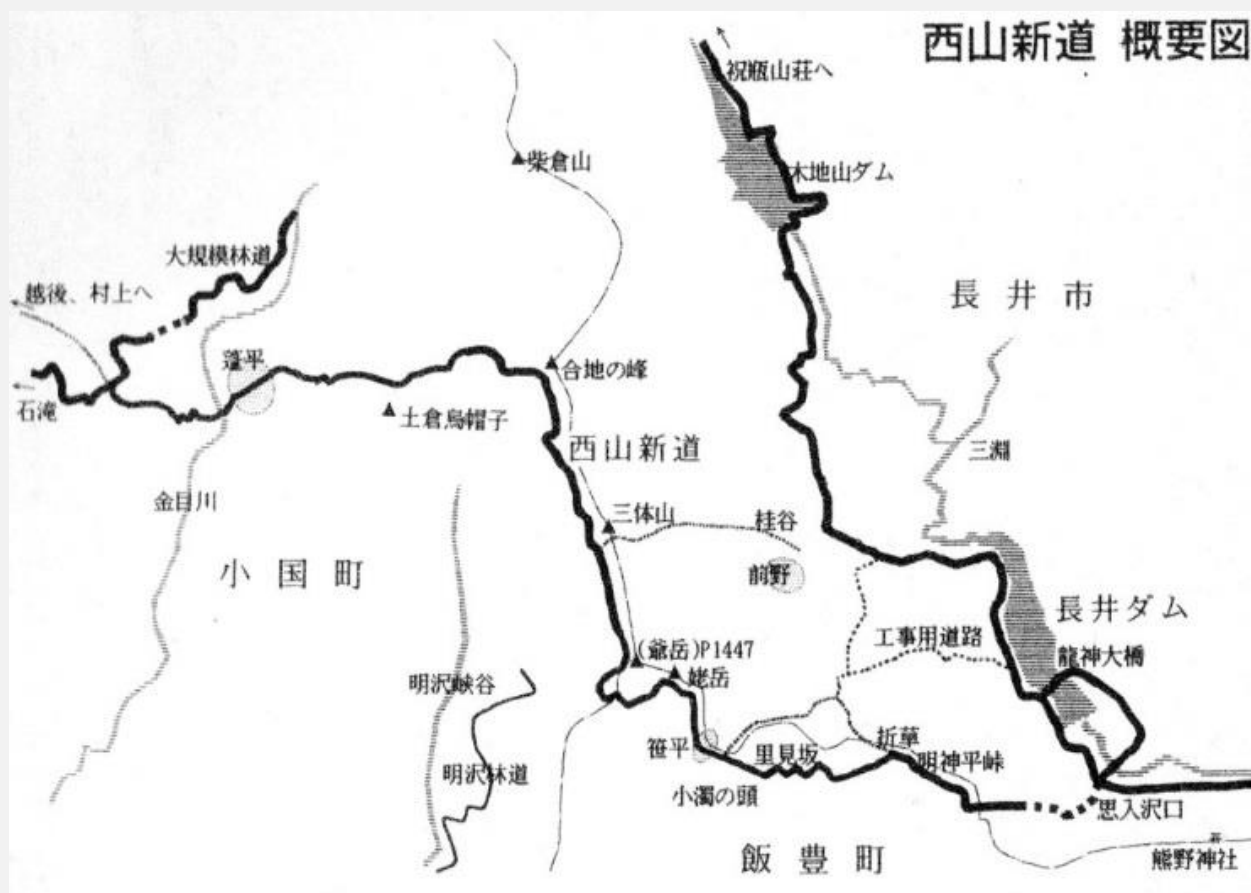 西山新道 概要図
祝瓶山荘へ
柴倉山
木地山ダム
大規模林道
越後、村上へ
長井市
蓬平
合地の峰
石滝
土倉烏帽子
西山新道
三淵
金目川
三体山
桂谷
小国町
前野
長井ダム
工事用道路
(爺岳)P1447
龍神大橋
姥岳
明沢峡谷
笹平
里見坂
折草
明神平峠
明沢林道
小濁の頭
思入沢口
飯豊町
熊野神社